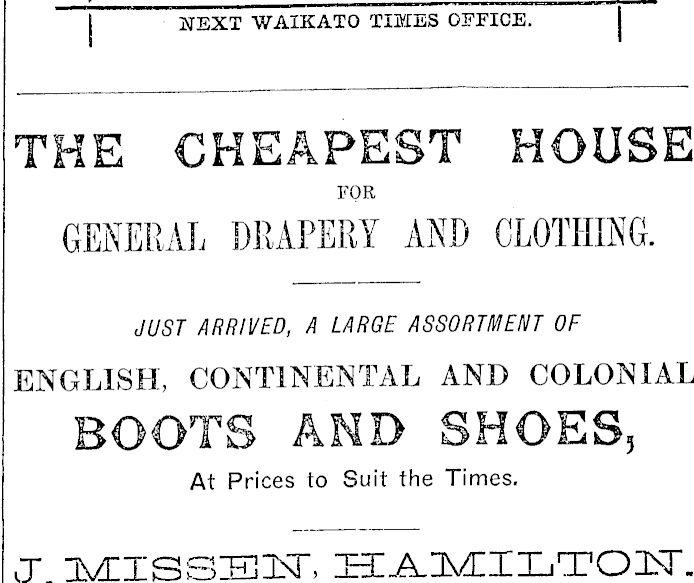 NEXT WAIKATO TIMES OFFICE.
THE CHEAPEST HOUSE
FOR
GENERAL DRAPERY AND CLOTHING.
JUST ARRIVED, A LARGE ASSORTMENT OF
ENGLISH, CONTINENTAL AND COLONIAL
BOOTS AND SHOES,
At Prices to Suit the Times.
J. MISSEN, HAMILTON.